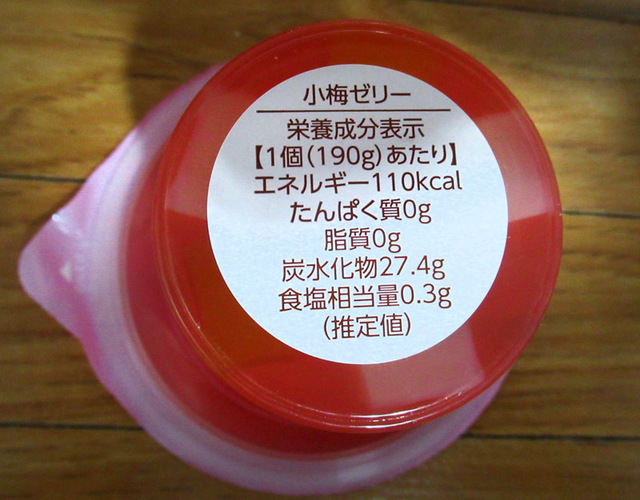 小梅ゼリー
栄養成分表示
【1個(190g)あたり】
エネルギー110kcal
たんぱく質0g
脂質0g
炭水化物27.4g
食塩相当量0.3g
(推定値)